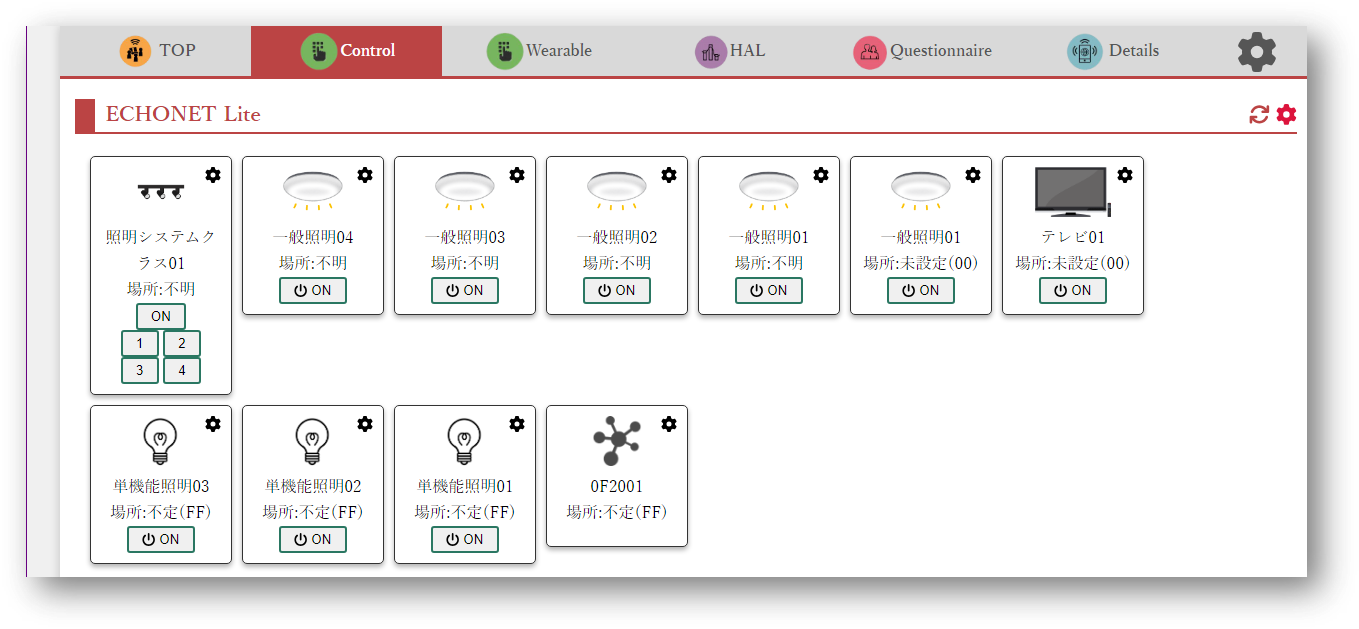 TOP
Control
Wearable
HAL
Questionnaire
Details
ECHONET Lite
照明システムク
ラス01
場所:不明
ON
1
2
3
4
一般照明04
場所:不明
ON
一般照明03
場所:不明
ON
一般照明02
場所:不明
ON
一般照明01
場所:不明
ON
一般照明01
場所:未設定(00)
ON
テレビ01
場所:未設定(00)
ON
単機能照明03
場所:不定(FF)
ON
単機能照明02
場所:不定(FF)
ON
単機能照明01
場所:不定(FF)
ON
0F2001
場所:不定(FF)